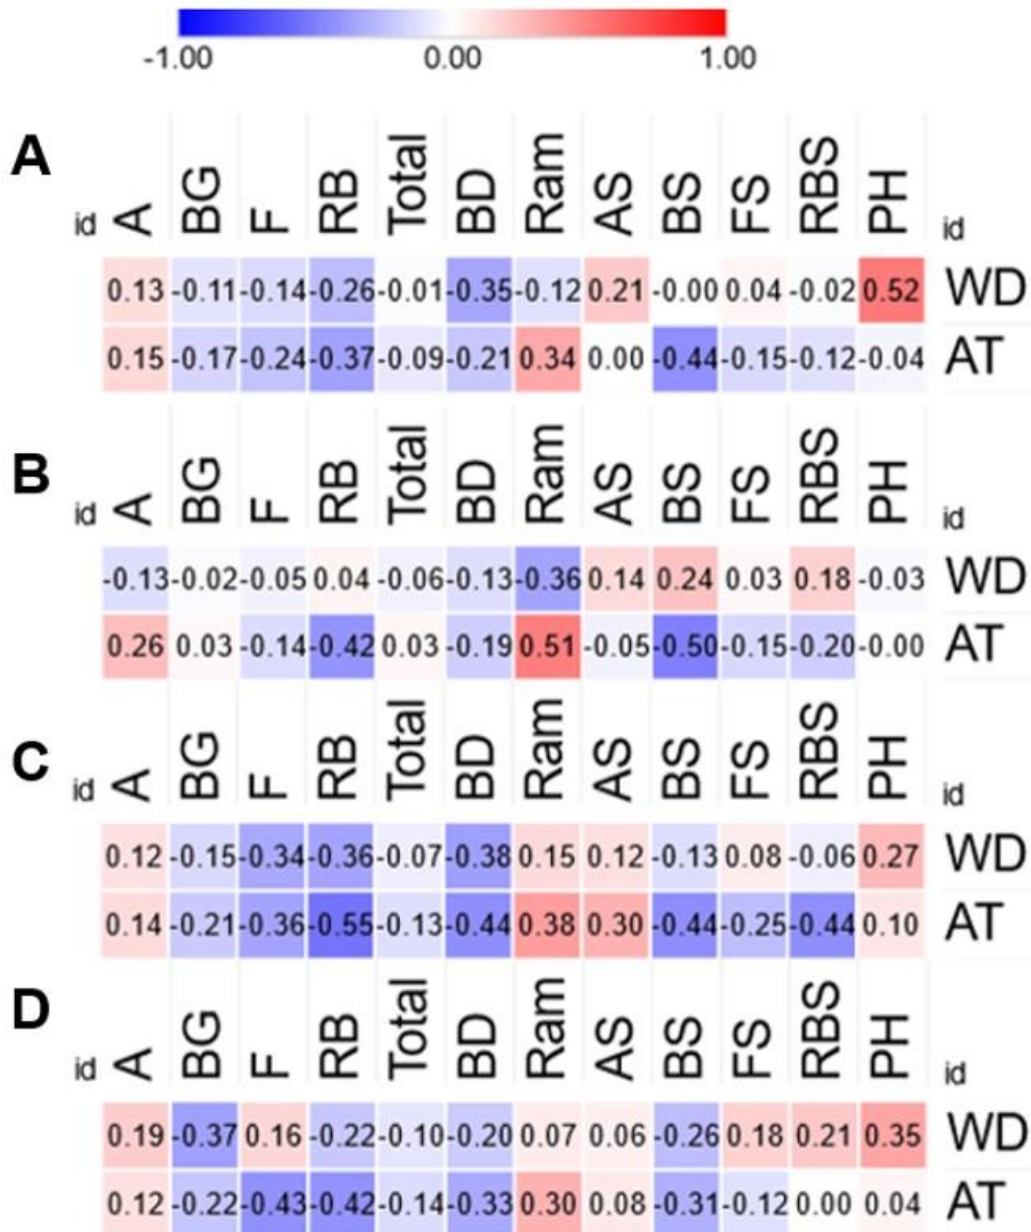 -1.00 0.00 1.00
A
id A BG F RB Total BD Ram AS BS FS RBS PH id
0.13 -0.11 -0.14 -0.26 -0.01 -0.35 -0.12 0.21 -0.00 0.04 -0.02 0.52 WD
0.15 -0.17 -0.24 -0.37 -0.09 -0.21 0.34 0.00 -0.44 -0.15 -0.12 -0.04 AT
B
id A BG F RB Total BD Ram AS BS FS RBS PH id
-0.13 -0.02 -0.05 0.04 -0.06 -0.13 -0.36 0.14 0.24 0.03 0.18 -0.03 WD
0.26 0.03 -0.14 -0.42 0.03 -0.19 0.51 -0.05 -0.50 -0.15 -0.20 -0.00 AT
C
id A BG F RB Total BD Ram AS BS FS RBS PH id
0.12 -0.15 -0.34 -0.36 -0.07 -0.38 0.15 0.12 -0.13 0.08 -0.06 0.27 WD
0.14 -0.21 -0.36 -0.55 -0.13 -0.44 0.38 0.30 -0.44 -0.25 -0.44 0.10 AT
D
id A BG F RB Total BD Ram AS BS FS RBS PH id
0.19 -0.37 0.16 -0.22 -0.10 -0.20 0.07 0.06 -0.26 0.18 0.21 0.35 WD
0.12 -0.22 -0.43 -0.42 -0.14 -0.33 0.30 0.08 -0.31 -0.12 0.00 0.04 AT